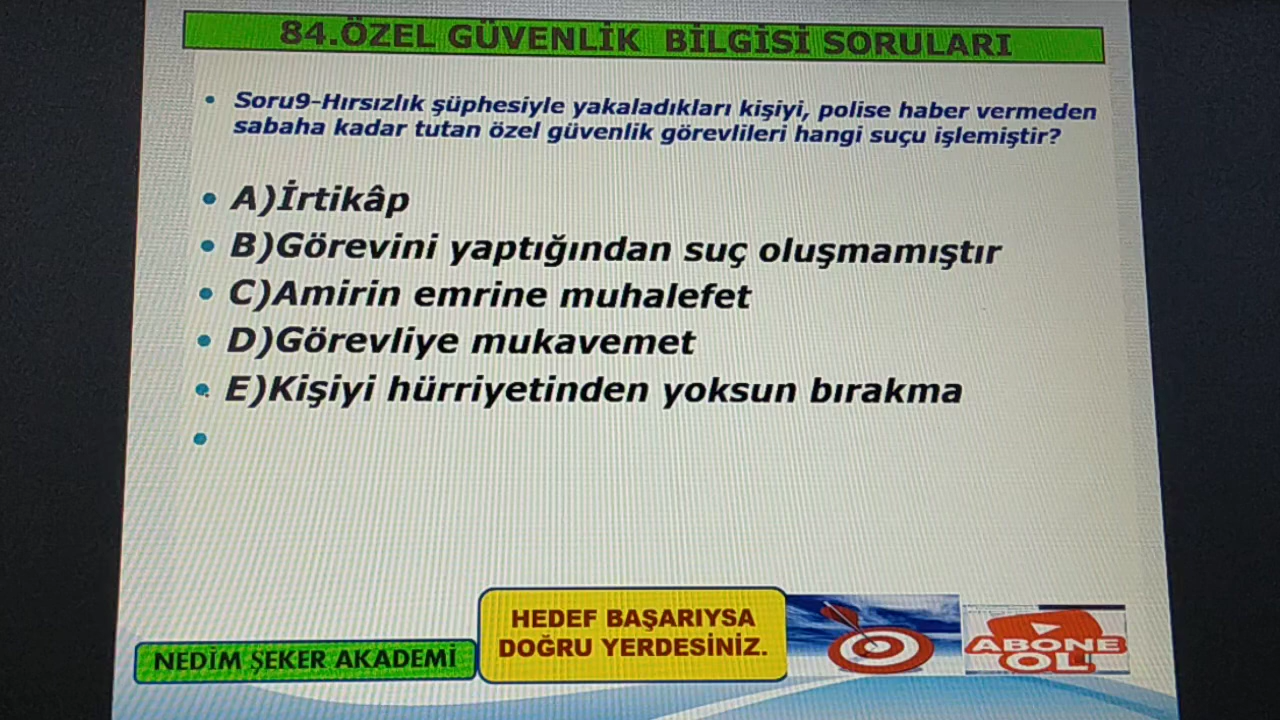 84.ÖZEL GÜVENLİK BİLGİSİ SORULARI
Soru9-Hırsızlık şüphesiyle yakaladıkları kişiyi, polise haber vermeden
sabaha kadar tutan özel güvenlik görevlileri hangi suçu işlemiştir?
A)İrtikâp
B)Görevini yaptığından suç oluşmamıştır
C)Amirin emrine muhalefet
D)Görevliye mukavemet
E)Kişiyi hürriyetinden yoksun bırakma
HEDEF BAŞARIYSA
DOĞRU YERDESİNİZ.
NEDİM ŞEKER AKADEMİ
ABONE
OL